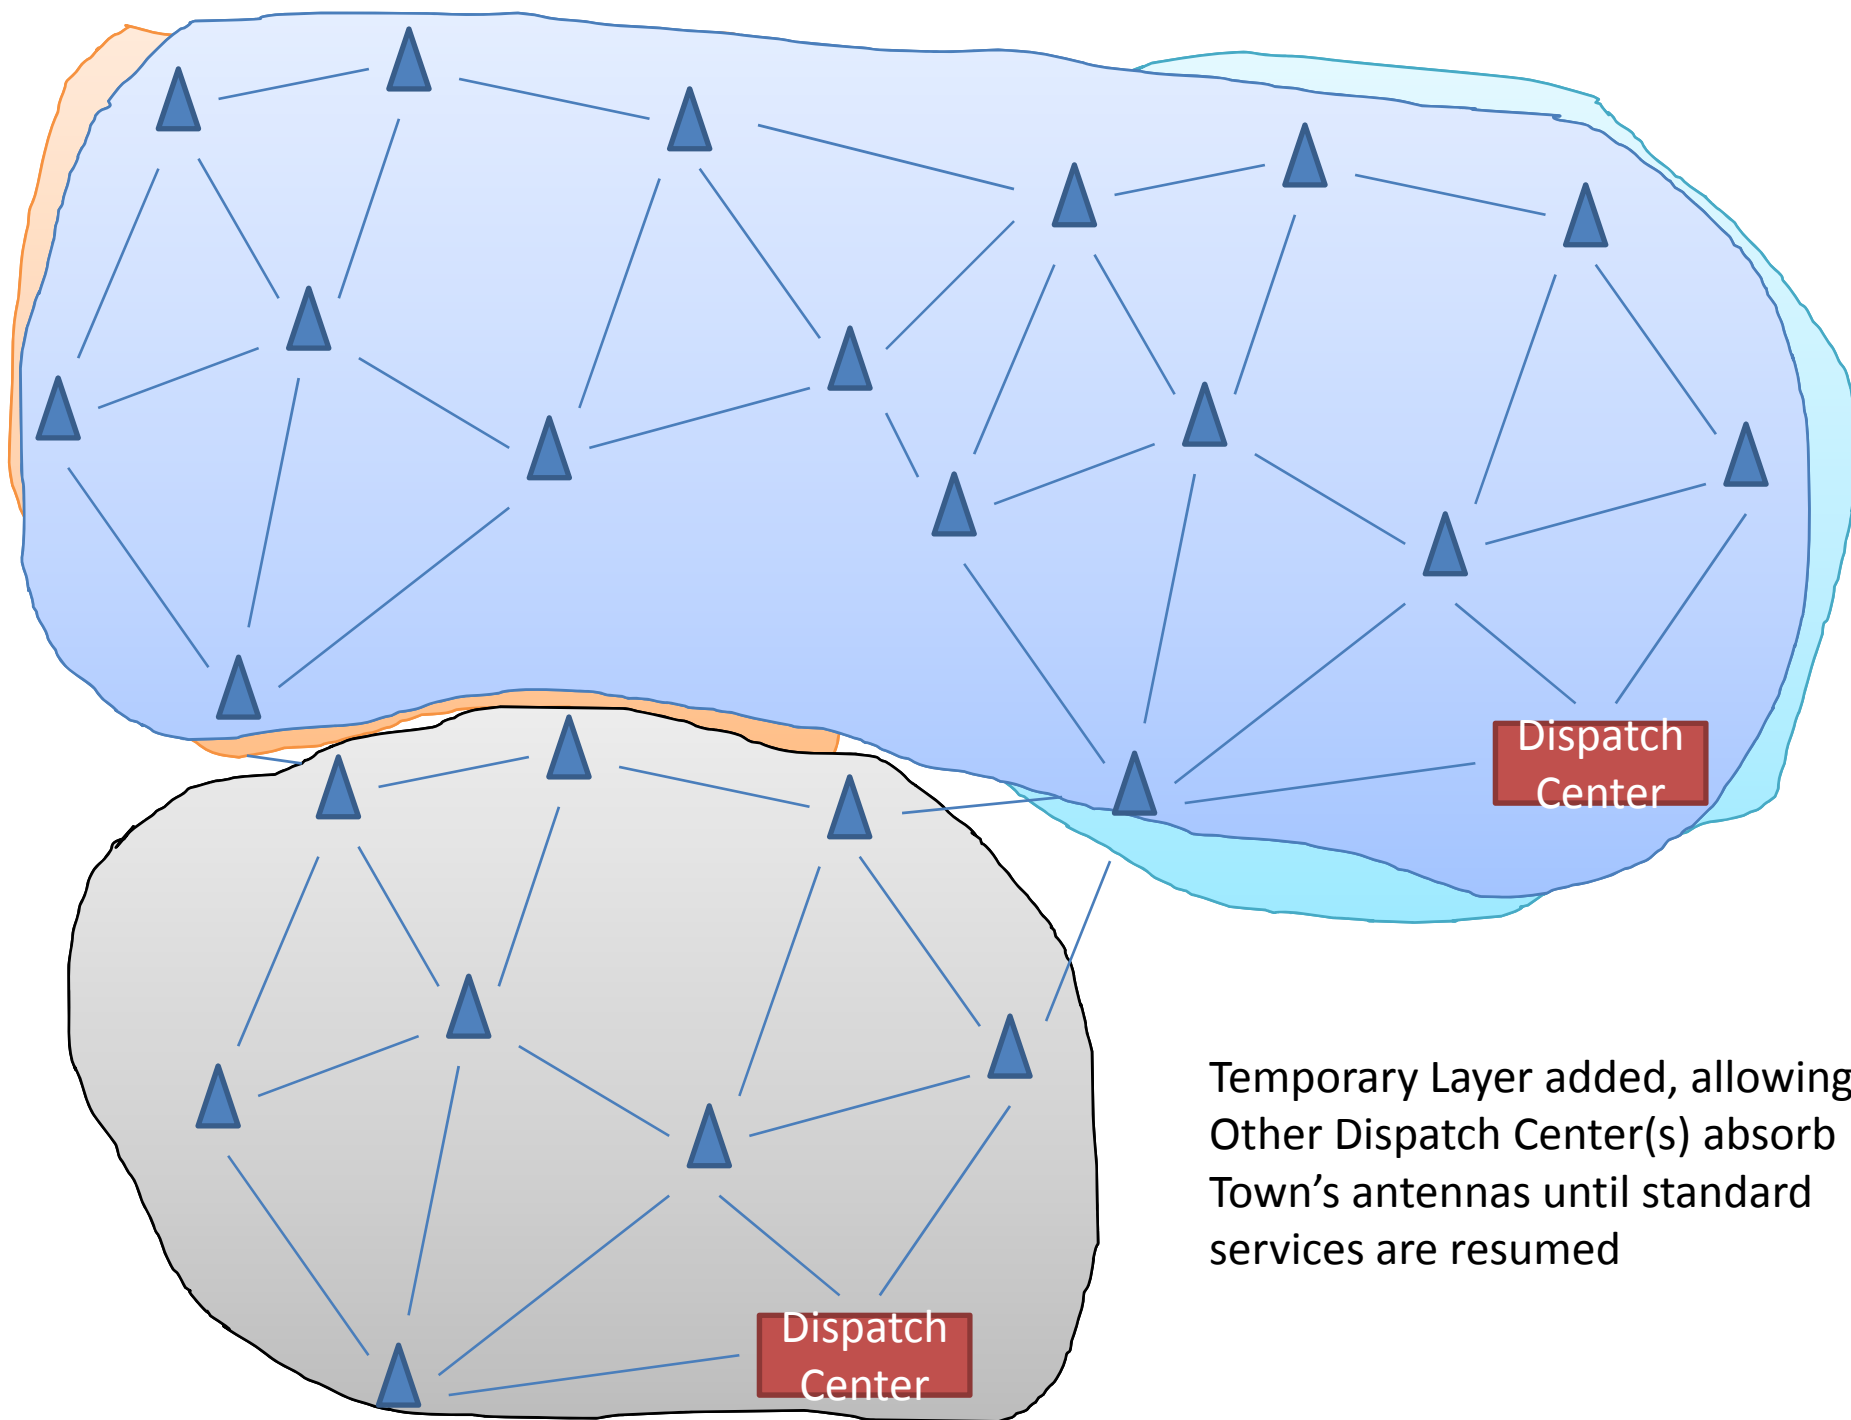 Dispatch
Center
Temporary Layer added, allowing
Other Dispatch Center(s) absorb
Town’s antennas until standard
services are resumed
Dispatch
Center